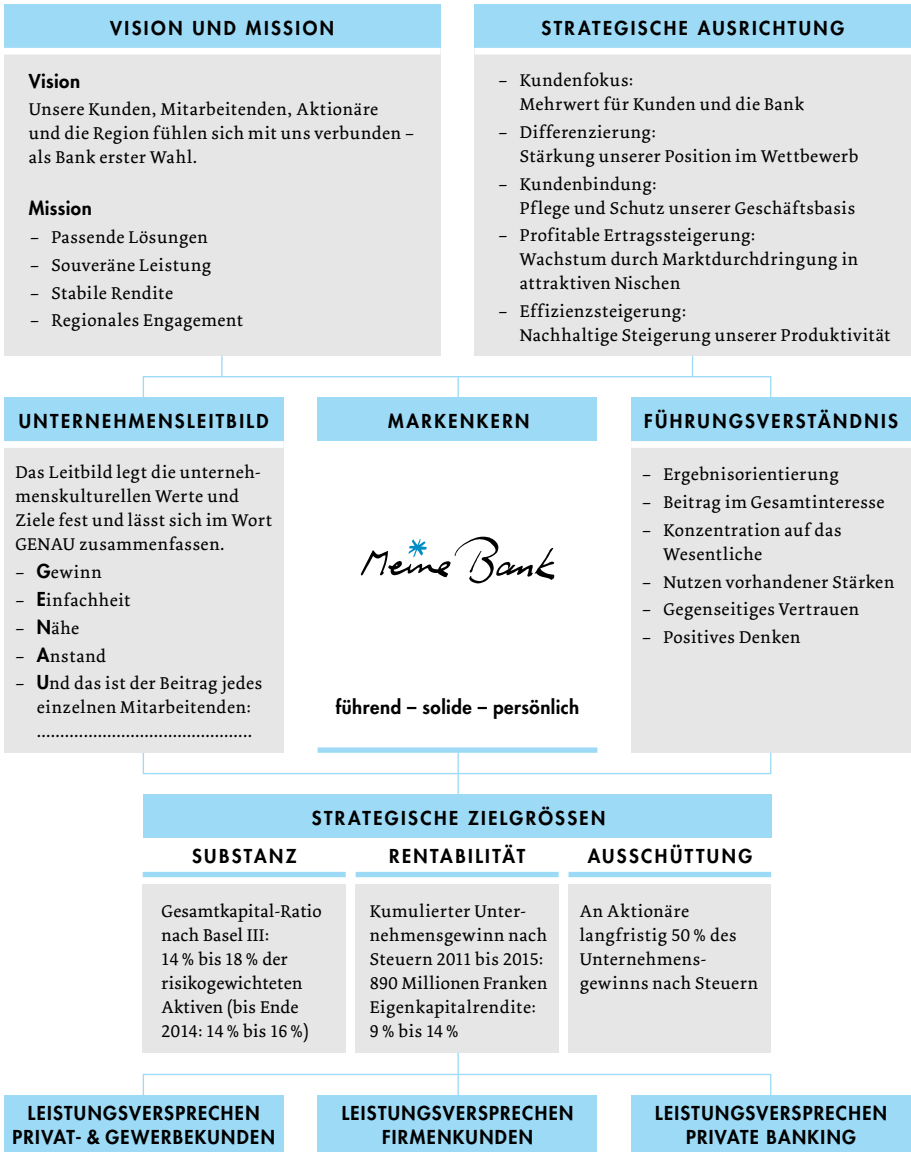 VISION UND MISSION
Vision
Unsere Kunden, Mitarbeitenden, Aktionäre
und die Region fühlen sich mit uns verbunden –
als Bank erster Wahl.
Mission
– Passende Lösungen
– Souveräne Leistung
– Stabile Rendite
– Regionales Engagement
STRATEGISCHE AUSRICHTUNG
– Kundenfokus:
Mehrwert für Kunden und die Bank
– Differenzierung:
Stärkung unserer Position im Wettbewerb
– Kundenbindung:
Pflege und Schutz unserer Geschäftsbasis
– Profitable Ertragssteigerung:
Wachstum durch Marktdurchdringung in
attraktiven Nischen
– Effizienzsteigerung:
Nachhaltige Steigerung unserer Produktivität
UNTERNEHMENSLEITBILD
Das Leitbild legt die unterneh-
menskulturellen Werte und
Ziele fest und lässt sich im Wort
GENAU zusammenfassen.
– Gewinn
– Einfachheit
– Nähe
– Anstand
– Und das ist der Beitrag jedes
einzelnen Mitarbeitenden:
..............................................
MARKENKERN
Meine Bank
führend – solide – persönlich
FÜHRUNGSVERSTÄNDNIS
– Ergebnisorientierung
– Beitrag im Gesamtinteresse
– Konzentration auf das
Wesentliche
– Nutzen vorhandener Stärken
– Gegenseitiges Vertrauen
– Positives Denken
STRATEGISCHE ZIELGRÖSSEN
SUBSTANZ
Gesamtkapital-Ratio
nach Basel III:
14 % bis 18 % der
risikogewichteten
Aktiven (bis Ende
2014: 14 % bis 16 %)
RENTABILITÄT
Kumulierter Unter-
nehmensgewinn nach
Steuern 2011 bis 2015:
890 Millionen Franken
Eigenkapitalrendite:
9 % bis 14 %
AUSSCHÜTTUNG
An Aktionäre
langfristig 50 % des
Unternehmens-
gewinns nach Steuern
LEISTUNGSVERSPRECHEN
PRIVAT- & GEWERBEKUNDEN
LEISTUNGSVERSPRECHEN
FIRMENKUNDEN
LEISTUNGSVERSPRECHEN
PRIVATE BANKING